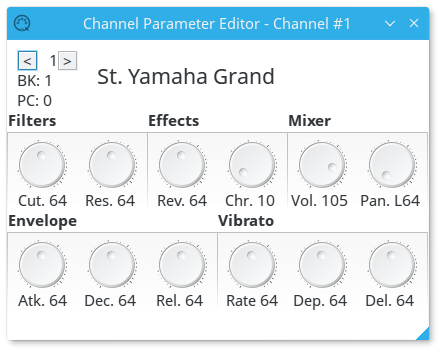 Channel Parameter Editor - Channel #1
< 1 >
BK: 1
St. Yamaha Grand
PC: 0
Filters Effects Mixer
Cut. 64 Res. 64 Rev. 64 Chr. 10 Vol. 105 Pan. L64
Envelope Vibrato
Atk. 64 Dec. 64 Rel. 64 Rate 64 Dep. 64 Del. 64